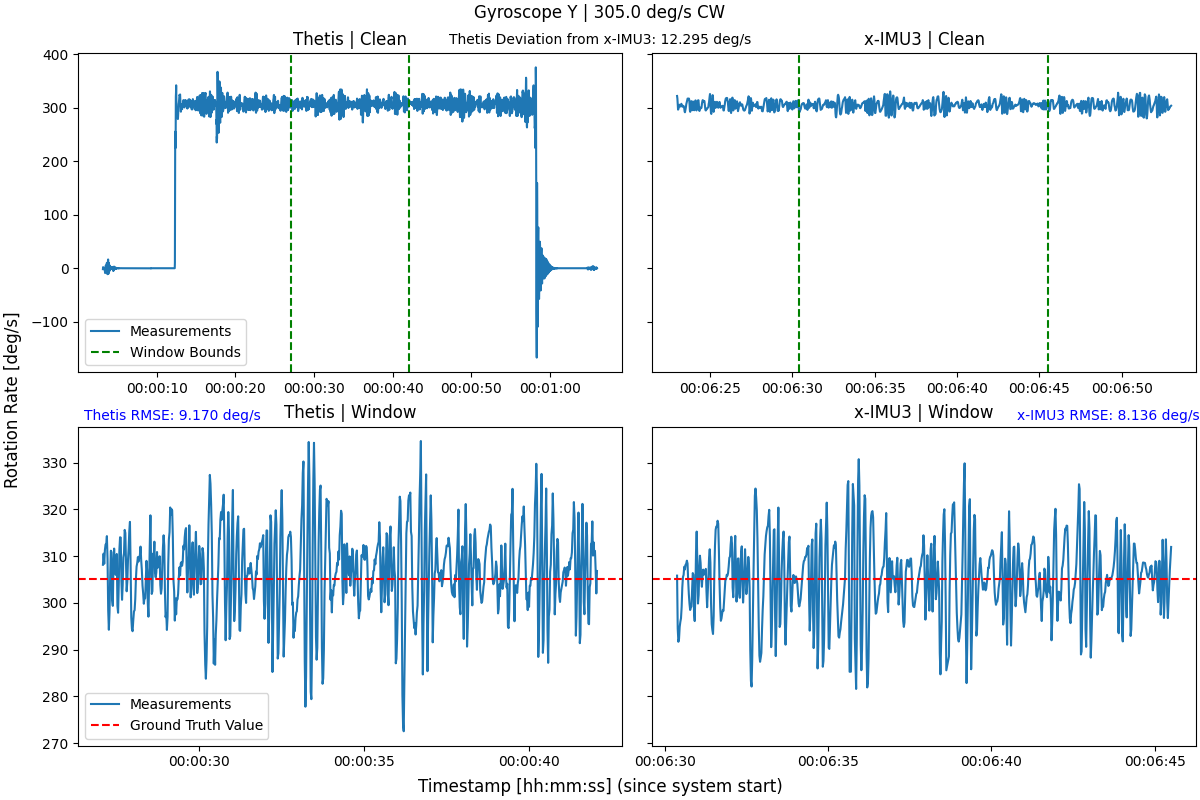 Gyroscope Y | 305.0 deg/s CW
Thetis | Clean
Thetis Deviation from x-IMU3: 12.295 deg/s
x-IMU3 | Clean
400
300
200
100
0
−100
Measurements
Window Bounds
00:00:10 00:00:20 00:00:30 00:00:40 00:00:50 00:01:00
00:06:25 00:06:30 00:06:35 00:06:40 00:06:45 00:06:50
Rotation Rate [deg/s]
Thetis RMSE: 9.170 deg/s
Thetis | Window
x-IMU3 | Window
x-IMU3 RMSE: 8.136 deg/s
330
320
310
300
290
280
270
Measurements
Ground Truth Value
00:00:30 00:00:35 00:00:40
00:06:30 00:06:35 00:06:40 00:06:45
Timestamp [hh:mm:ss] (since system start)